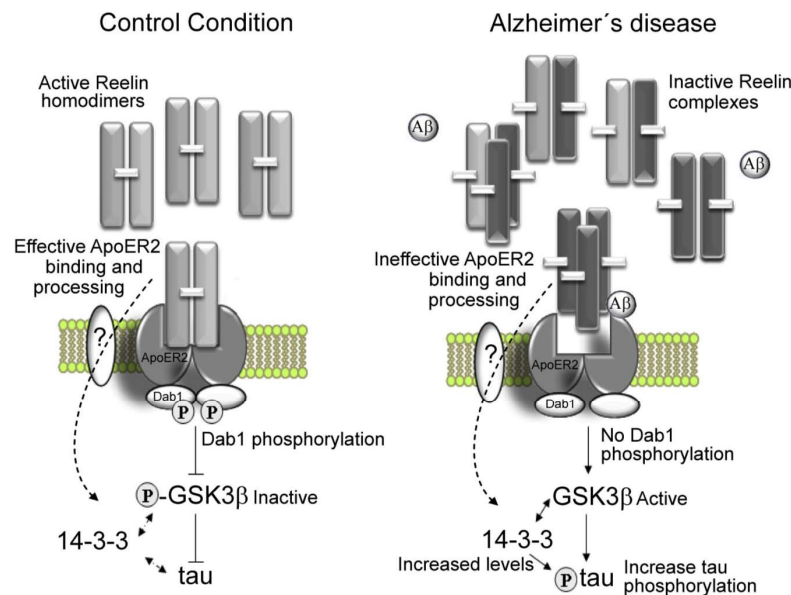 Control Condition
Active Reelin
homodimers
Effective ApoER2
binding and
processing
?
ApoER2
Dab1
P P
Dab1 phosphorylation
P-GSK3β Inactive
14-3-3
tau
Alzheimer´s disease
Inactive Reelin
complexes
Aβ
Aβ
Ineffective ApoER2
binding and
processing
Aβ
?
ApoER2
Dab1
No Dab1
phosphorylation
GSK3β Active
14-3-3
Increased levels
P tau
Increase tau
phosphorylation